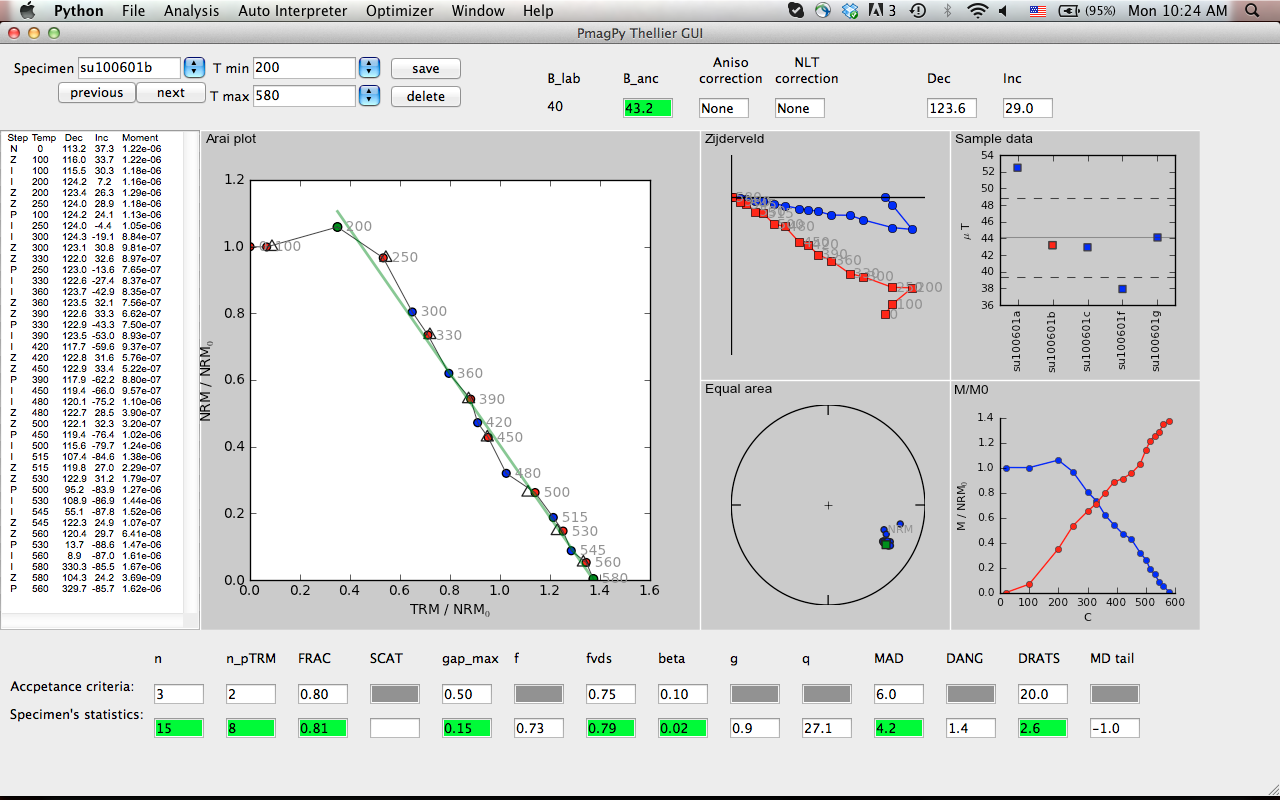 Python File Analysis Auto Interpreter Optimizer Window Help 3 (95%) Mon 10:24 AM
PmagPy Thellier GUI
Specimen su100601b T min 200 save
previous next T max 580 delete
B_lab B_anc Aniso correction NLT correction Dec Inc
40 43.2 None None 123.6 29.0
Step Temp Dec Inc Moment
N 0 113.2 37.3 1.22e-06
Z 100 116.0 33.7 1.22e-06
I 100 115.5 30.3 1.18e-06
I 200 124.2 7.2 1.16e-06
Z 200 123.4 26.3 1.29e-06
Z 250 124.0 28.9 1.18e-06
P 100 124.2 24.1 1.13e-06
I 250 124.0 -4.4 1.05e-06
I 300 124.3 -19.1 8.84e-07
Z 300 123.1 30.8 9.81e-07
Z 330 122.0 32.6 8.97e-07
P 250 123.0 -13.6 7.65e-07
I 330 122.6 -27.4 8.37e-07
I 360 123.7 -42.9 8.35e-07
Z 360 123.5 32.1 7.56e-07
Z 390 122.6 33.3 6.62e-07
P 330 122.9 -43.3 7.50e-07
I 390 123.5 -53.0 8.93e-07
I 420 117.7 -59.6 9.37e-07
Z 420 122.8 31.6 5.76e-07
Z 450 122.9 33.4 5.22e-07
P 390 117.9 -62.2 8.80e-07
I 450 119.4 -66.0 9.57e-07
I 480 120.1 -75.2 1.10e-06
Z 480 122.7 28.5 3.90e-07
Z 500 122.1 32.3 3.20e-07
P 450 119.4 -76.4 1.02e-06
I 500 115.6 -79.7 1.24e-06
I 515 107.4 -84.6 1.38e-06
Z 515 119.8 27.0 2.29e-07
Z 530 122.9 31.2 1.79e-07
P 500 95.2 -83.9 1.27e-06
I 530 108.9 -86.9 1.44e-06
I 545 55.1 -87.8 1.52e-06
Z 545 122.3 24.9 1.07e-07
Z 560 120.4 29.7 6.41e-08
P 530 13.7 -88.6 1.47e-06
I 560 8.9 -87.0 1.61e-06
I 580 330.3 -85.5 1.67e-06
Z 580 104.3 24.2 3.69e-09
P 560 329.7 -85.7 1.62e-06
Arai plot
1.2
1.0
0.8
0.6
0.4
0.2
0.0
NRM / NRM0
100
200
250
300
330
360
390
420
450
480
500
515
530
545
560
580
0.0 0.2 0.4 0.6 0.8 1.0 1.2 1.4 1.6
TRM / NRM0
Zijderveld
360
100
0
Sample data
54
52
50
48
46
44
42
40
38
36
μ T
su100601a su100601b su100601c su100601f su100601g
Equal area
NRM
M/M0
1.4
1.2
1.0
0.8
0.6
0.4
0.2
0.0
M / NRM0
0 100 200 300 400 500 600
C
n n_pTRM FRAC SCAT gap_max f fvds beta g q MAD DANG DRATS MD tail
Accpetance criteria: 3 2 0.80 0.50 0.75 0.10 6.0 20.0
Specimen's statistics: 15 8 0.81 0.15 0.73 0.79 0.02 0.9 27.1 4.2 1.4 2.6 -1.0